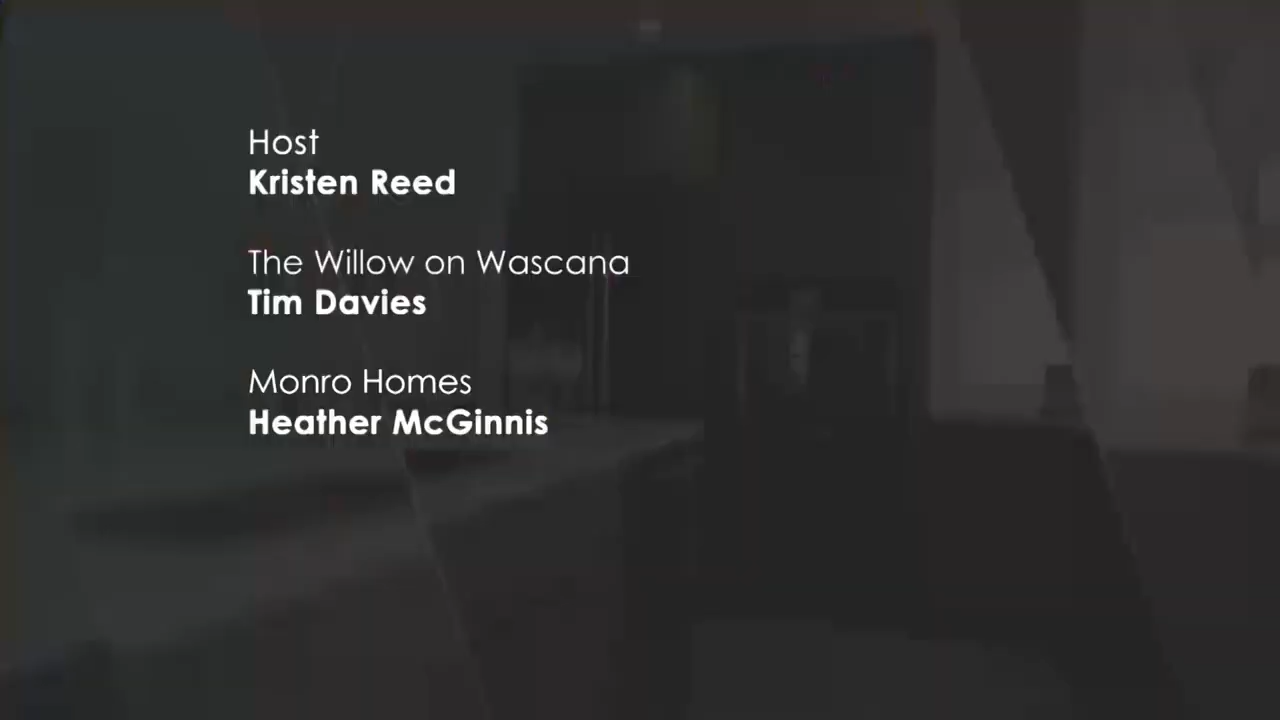 Host
Kristen Reed
The Willow on Wascana
Tim Davies
Monro Homes
Heather McGinnis